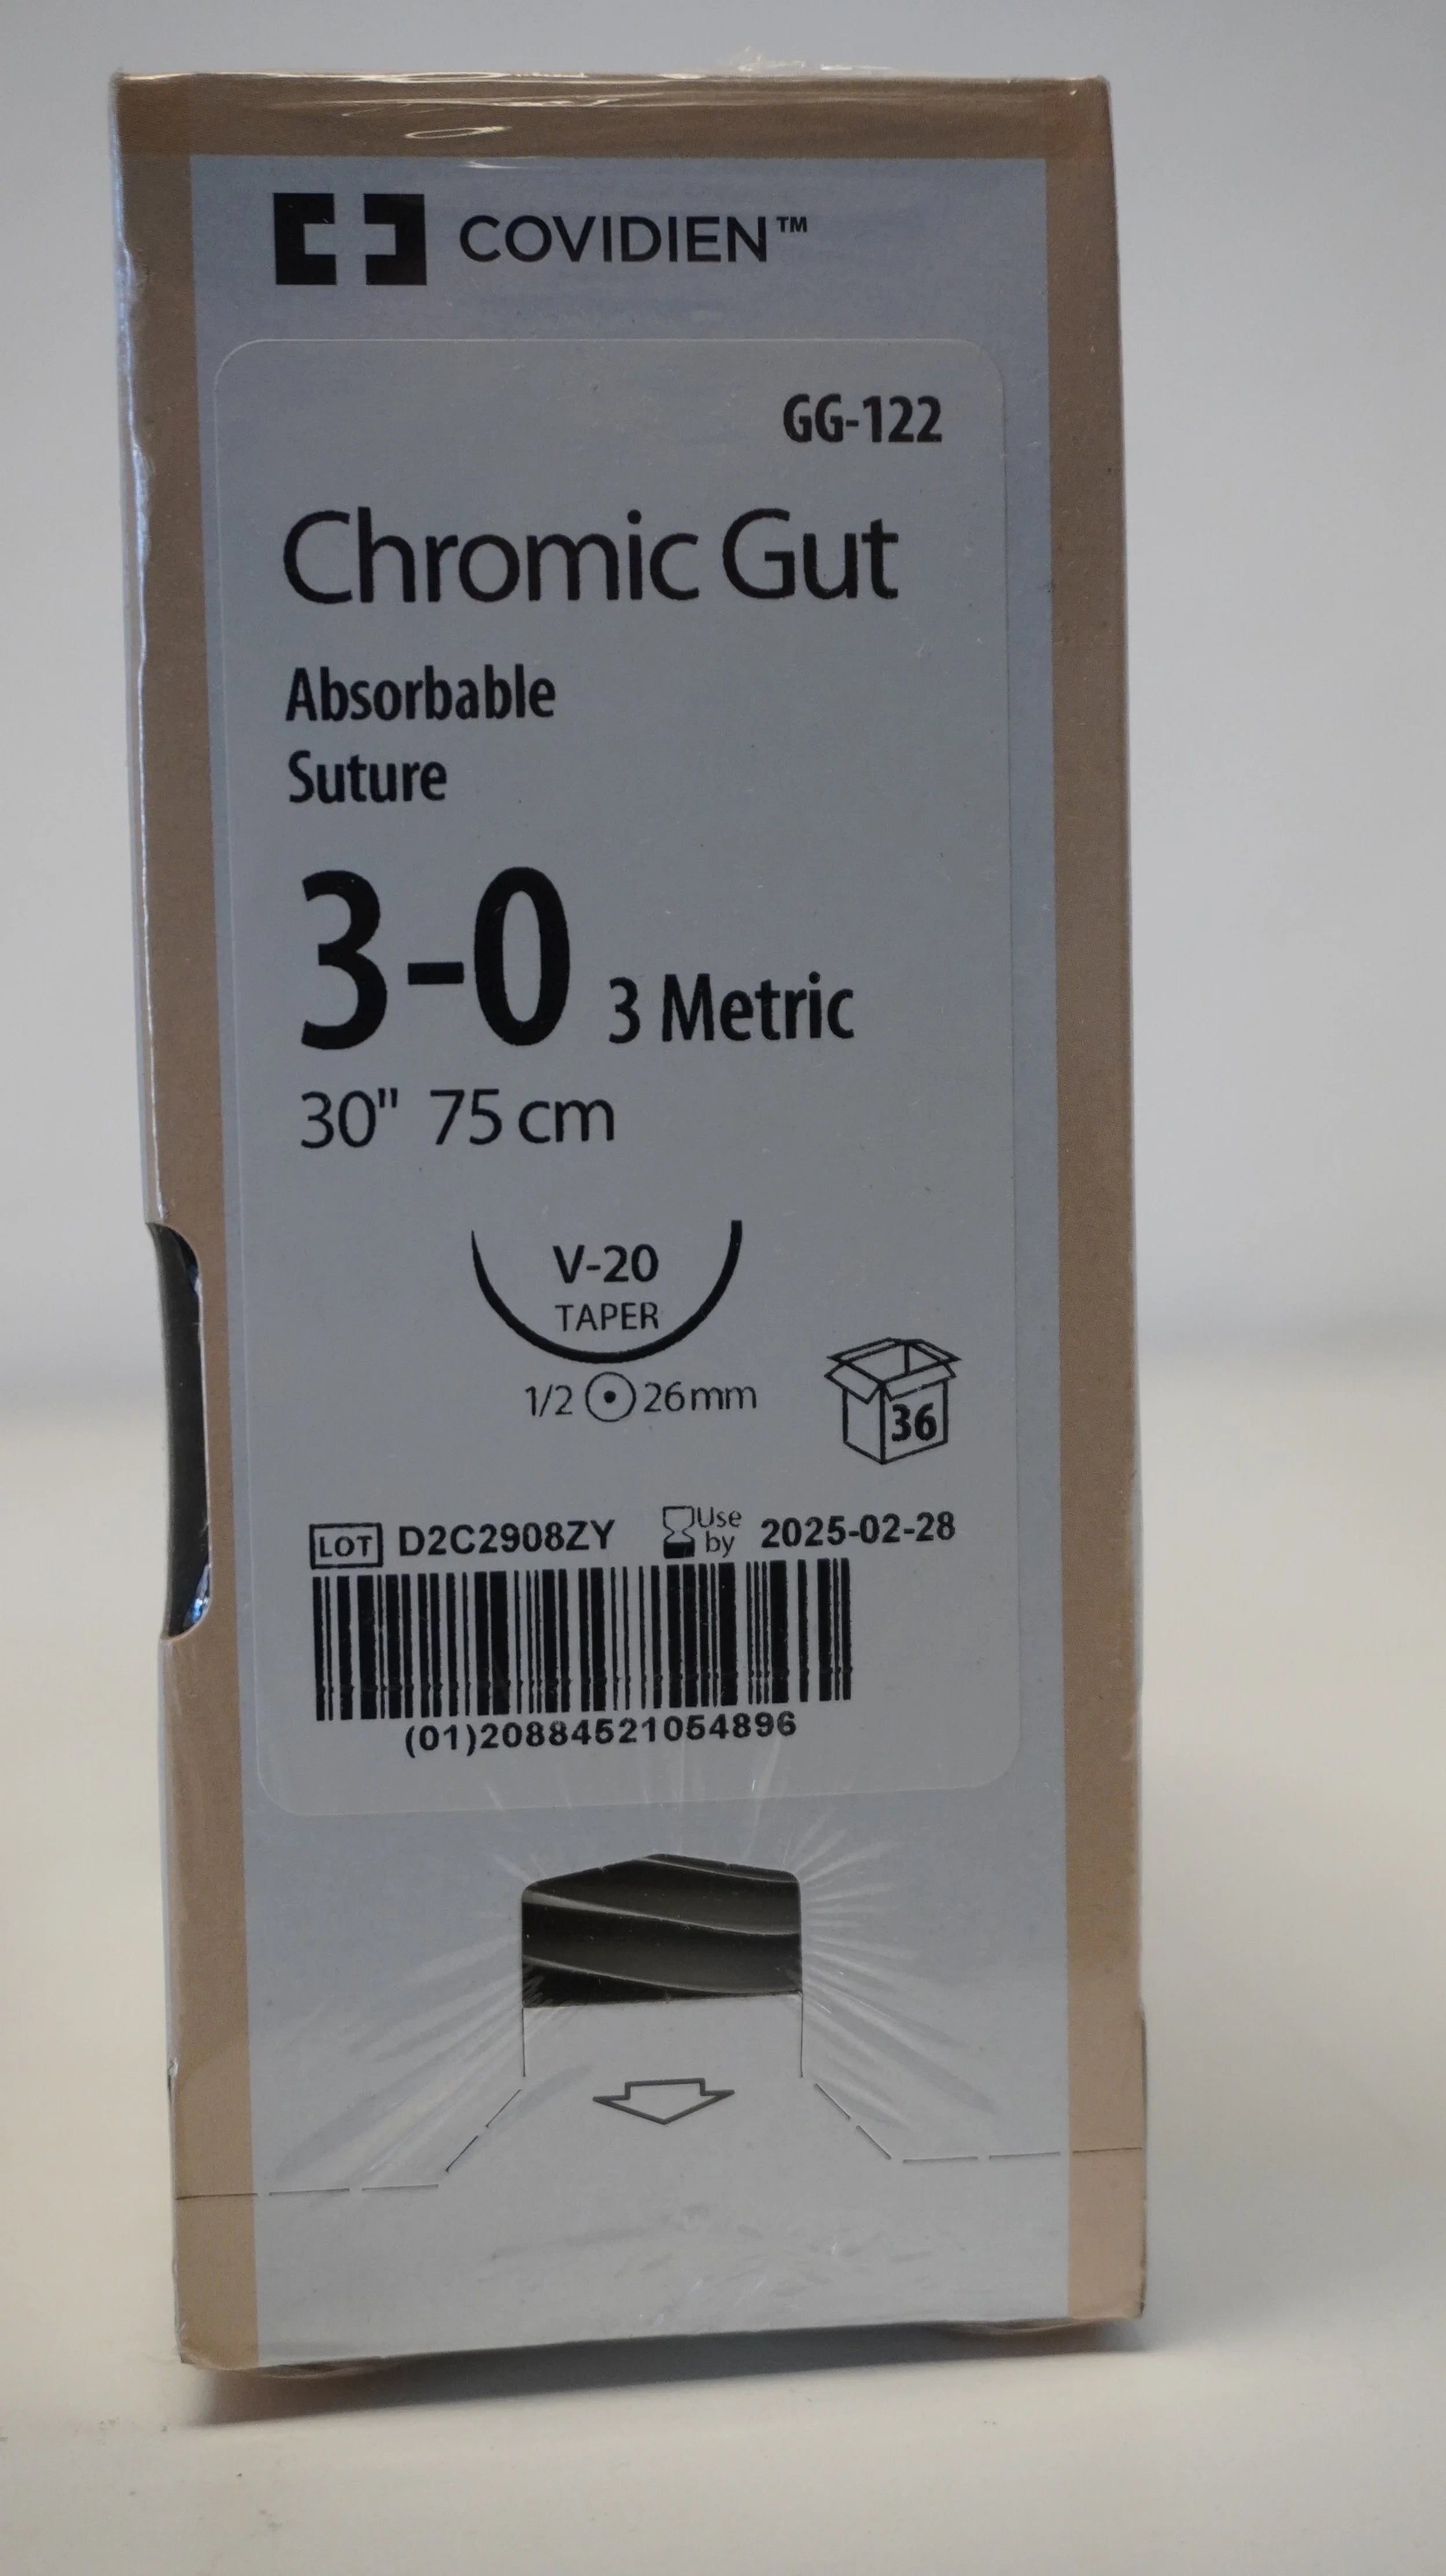 COVIDIEN™
GG-122
Chromic Gut
Absorbable
Suture
3-0 3 Metric
30" 75 cm
V-20
TAPER
1/2 26mm
36
LOT D2C2908ZY Use by 2025-02-28
(01)20884521054896